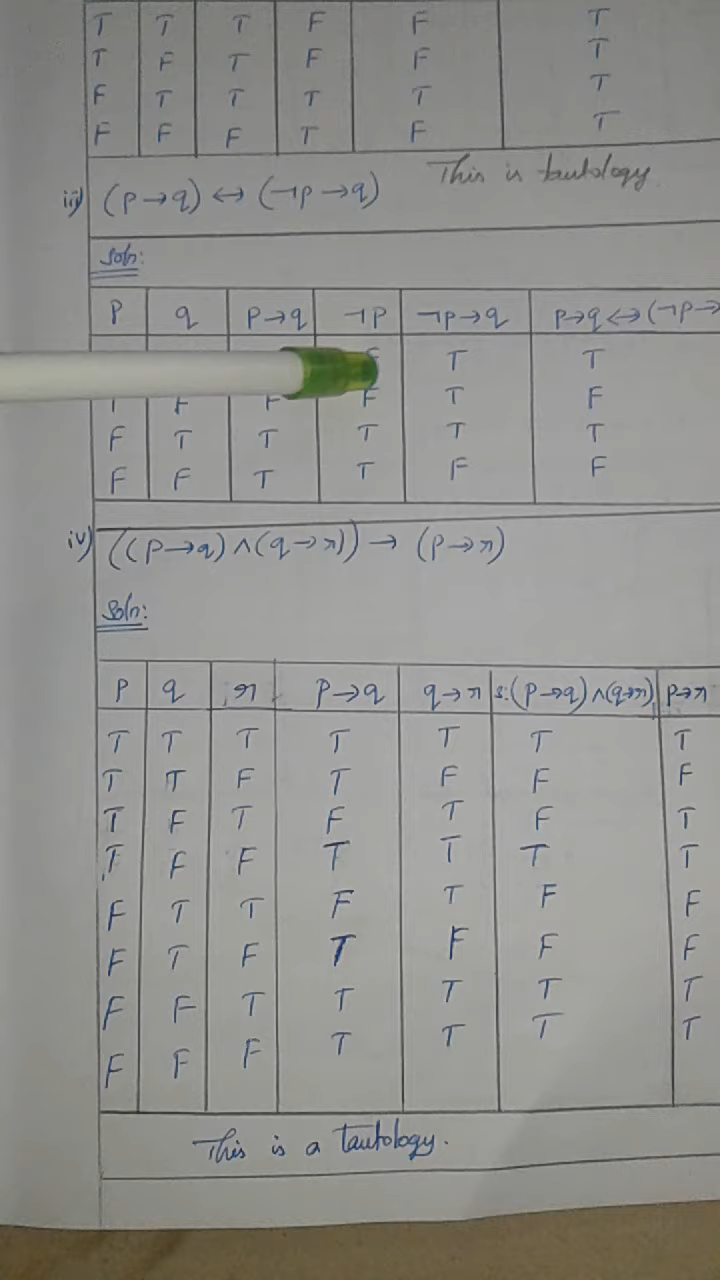 T T T F F T
T F T F F T
F T T T T T
F F F T F T
This is tautology.
iii) (p→q) ↔ (¬p→q)
Soln:
p q p→q ¬p ¬p→q p→q↔(¬p→
T
T
F F F T F
F T T T T T
F F T T F F
iv) ((p→q) ∧ (q→r)) → (p→r)
Soln:
p q r p→q q→r s:(p→q) ∧ (q→r) p→r
T T T T T T T
T T F T F F F
T F T F T F T
T F F T T T T
F T T F T F F
F T F T F F F
F F T T T T T
F F F T T T T
This is a tautology.